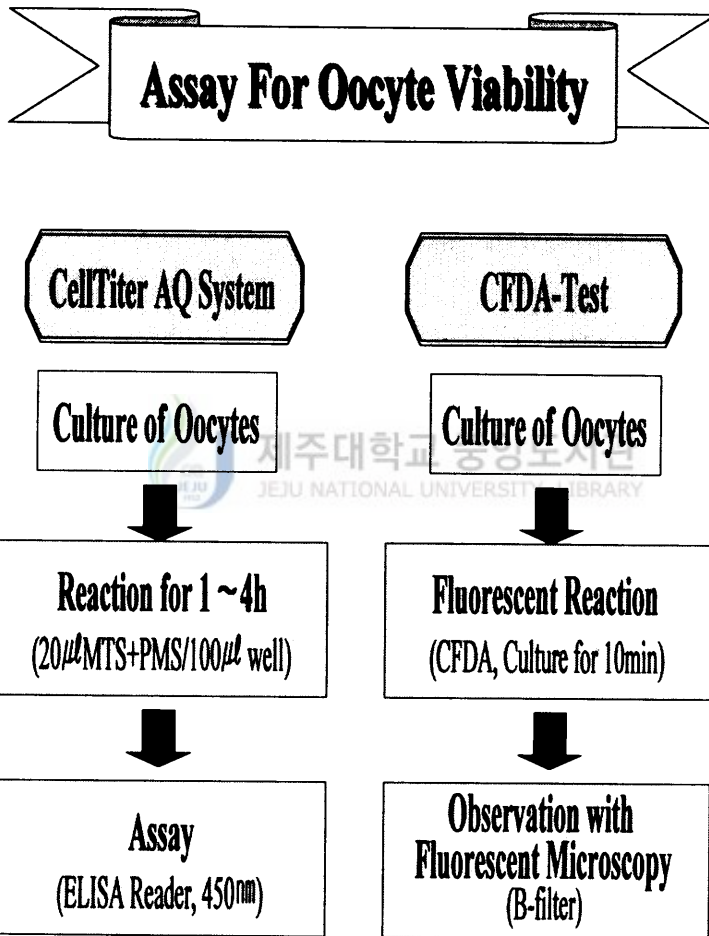 Assay For Oocyte Viability
CellTiter AQ System
Culture of Oocytes
Reaction for 1~4h
(20㎕MTS+PMS/100㎕ well)
Assay
(ELISA Reader, 450㎚)
CFDA-Test
Culture of Oocytes
Fluorescent Reaction
(CFDA, Culture for 10min)
Observation with
Fluorescent Microscopy
(B-filter)
제주대학교 중앙도서관
JEJU NATIONAL UNIVERSITY LIBRARY
JEJU